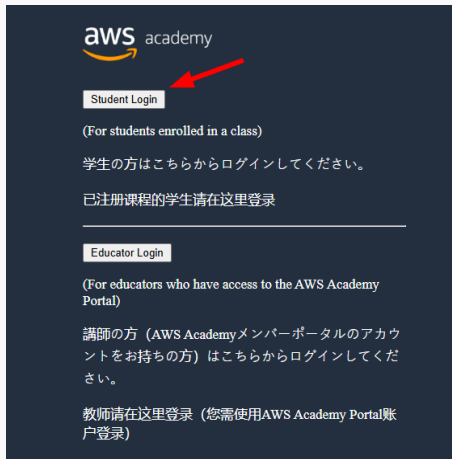 aws academy
Student Login
(For students enrolled in a class)
学生の方はこちらからログインしてください。
已注册课程的学生请在这里登录
Educator Login
(For educators who have access to the AWS Academy
Portal)
講師の方（AWS Academyメンバーポータルのアカウ
ントをお持ちの方）はこちらからログインしてくだ
さい。
教师请在这里登录（您需使用AWS Academy Portal账
户登录）